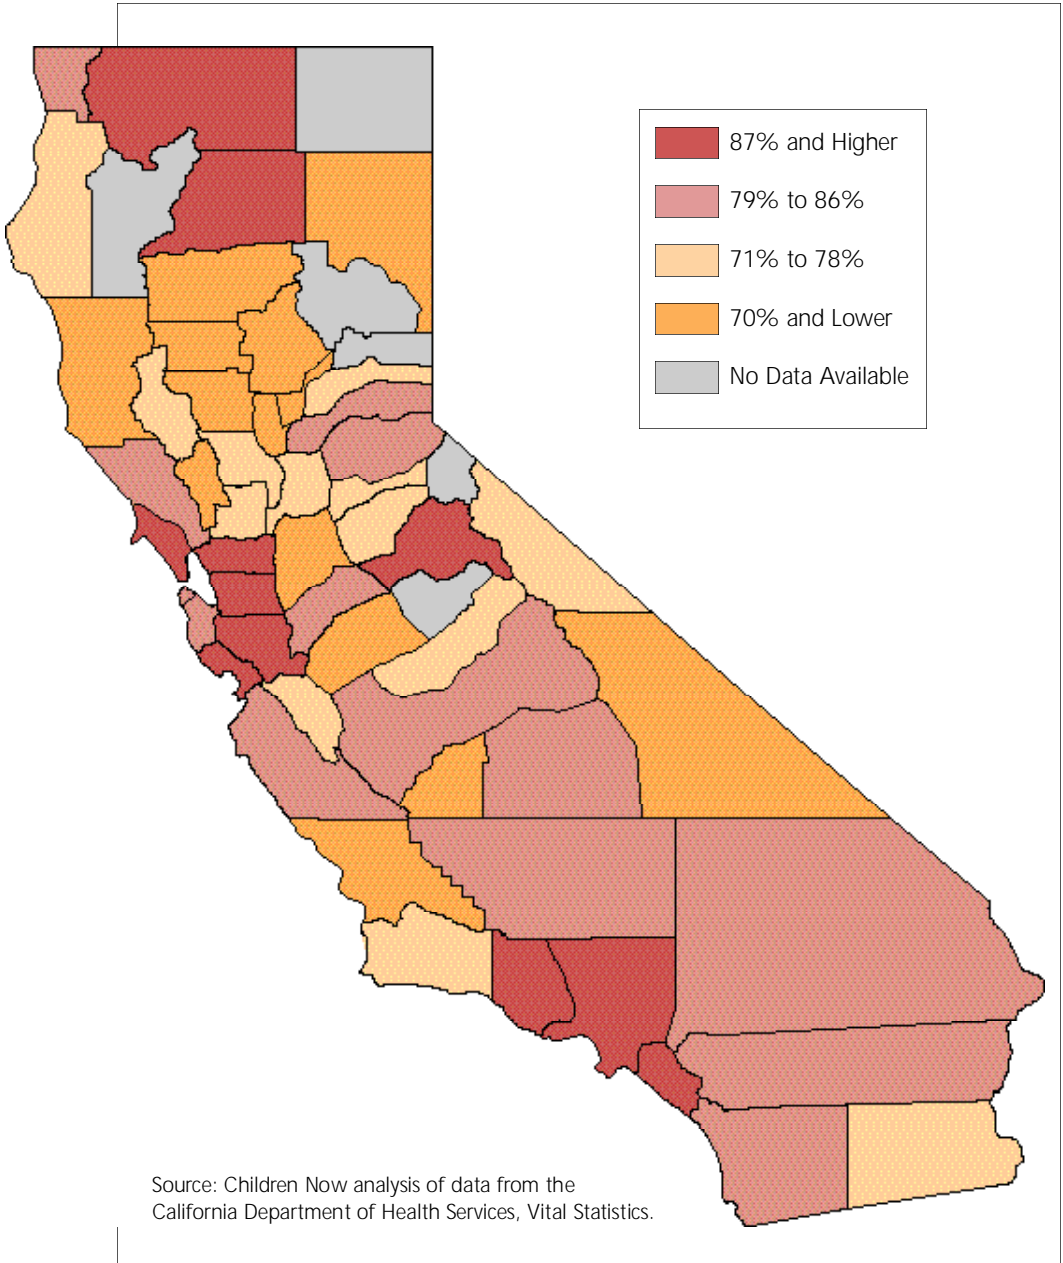 87% and Higher
79% to 86%
71% to 78%
70% and Lower
No Data Available
Source: Children Now analysis of data from the
California Department of Health Services, Vital Statistics.